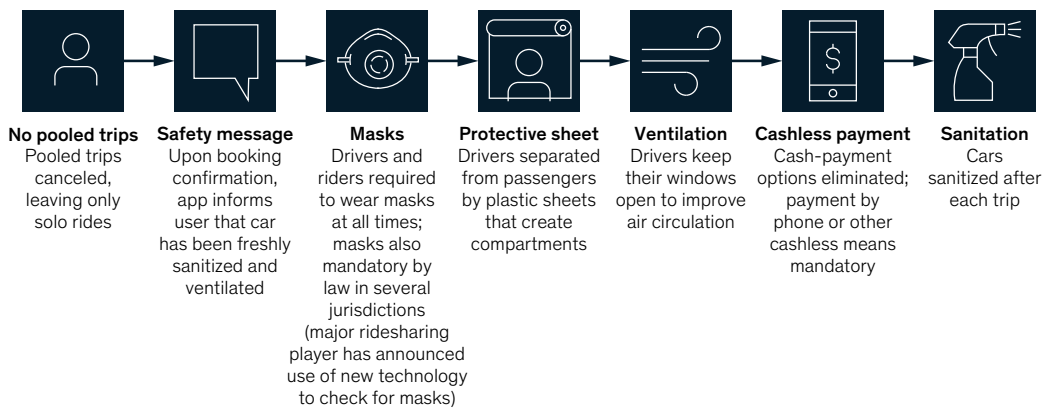 $
No pooled trips
Pooled trips
canceled,
leaving only
solo rides
Safety message
Upon booking
confirmation,
app informs
user that car
has been freshly
sanitized and
ventilated
Masks
Drivers and
riders required
to wear masks
at all times;
masks also
mandatory by
law in several
jurisdictions
(major ridesharing
player has announced
use of new technology
to check for masks)
Protective sheet
Drivers separated
from passengers
by plastic sheets
that create
compartments
Ventilation
Drivers keep
their windows
open to improve
air circulation
Cashless payment
Cash-payment
options eliminated;
payment by
phone or other
cashless means
mandatory
Sanitation
Cars
sanitized after
each trip